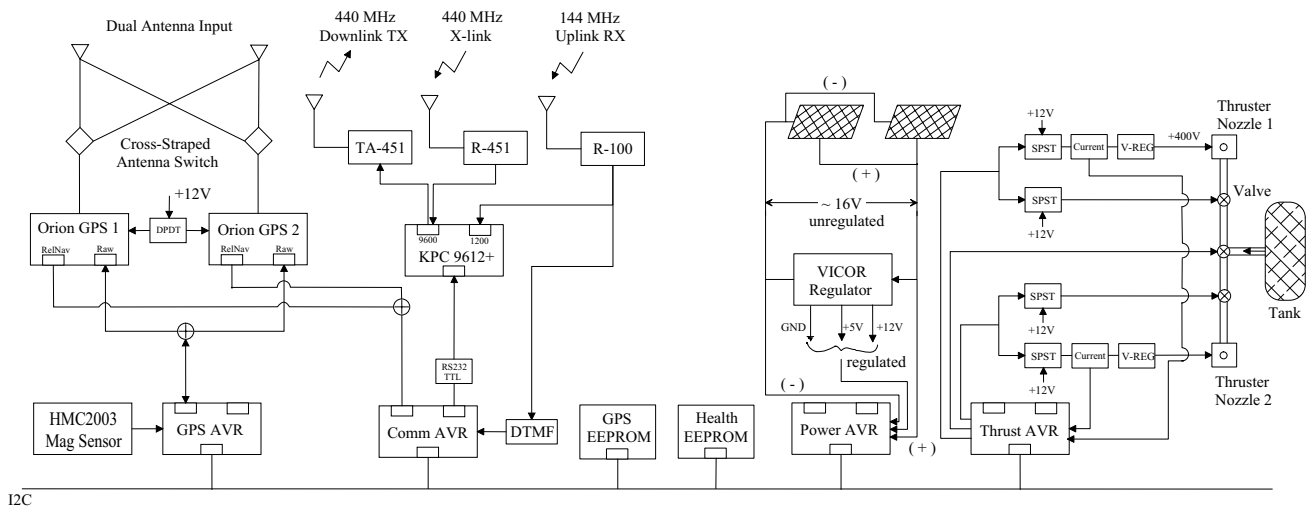 Dual Antenna Input
440 MHz
Downlink TX
440 MHz
X-link
144 MHz
Uplink RX
Cross-Straped
Antenna Switch
+12V
DPDT
Orion GPS 1
RelNav
Raw
Orion GPS 2
RelNav
Raw
TA-451
R-451
R-100
9600
1200
KPC 9612+
RS232
TTL
HMC2003
Mag Sensor
GPS AVR
Comm AVR
DTMF
GPS
EEPROM
Health
EEPROM
( - )
( + )
~ 16V
unregulated
VICOR
Regulator
GND
+5V
+12V
regulated
( - )
Power AVR
( + )
+12V
SPST
Current
V-REG
+400V
Thruster
Nozzle 1
SPST
+12V
Valve
Tank
SPST
+12V
SPST
Current
V-REG
+12V
Thruster
Nozzle 2
Thrust AVR
I2C